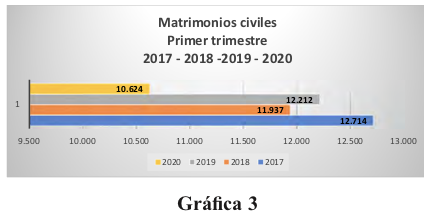 Matrimonios civiles
Primer trimestre
2017 - 2018 -2019 - 2020
10.624
12.212
1
11.937
12.714
9.500 10.000 10.500 11.000 11.500 12.000 12.500 13.000
2020 2019 2018 2017
Gráfica 3